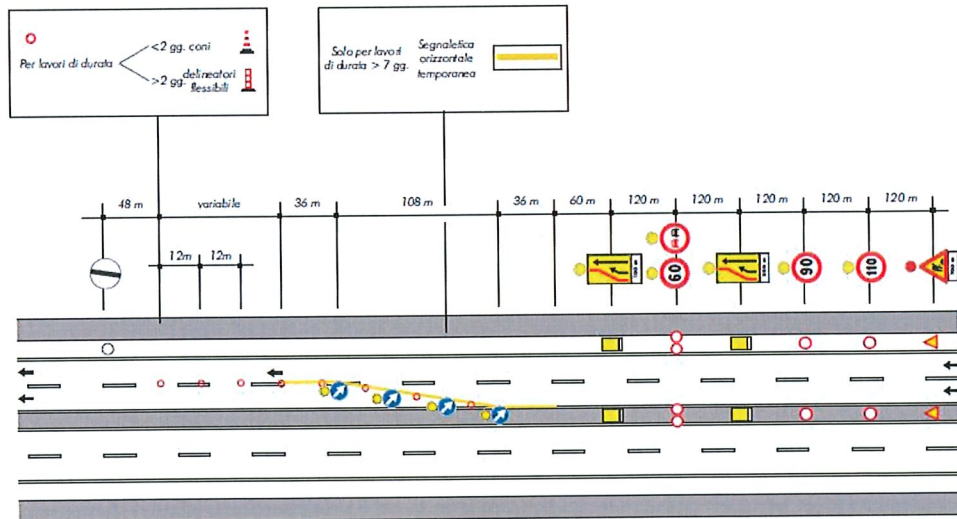 Per lavori di durata
<2 gg. coni
>2 gg. delineatori
flessibili
Solo per lavori
di durata > 7 gg.
Segnaletica
orizzontale
temporanea
48 m
variabile
36 m
108 m
36 m
60 m
120 m
120 m
120 m
120 m
120 m
12m
12m
60
90
110